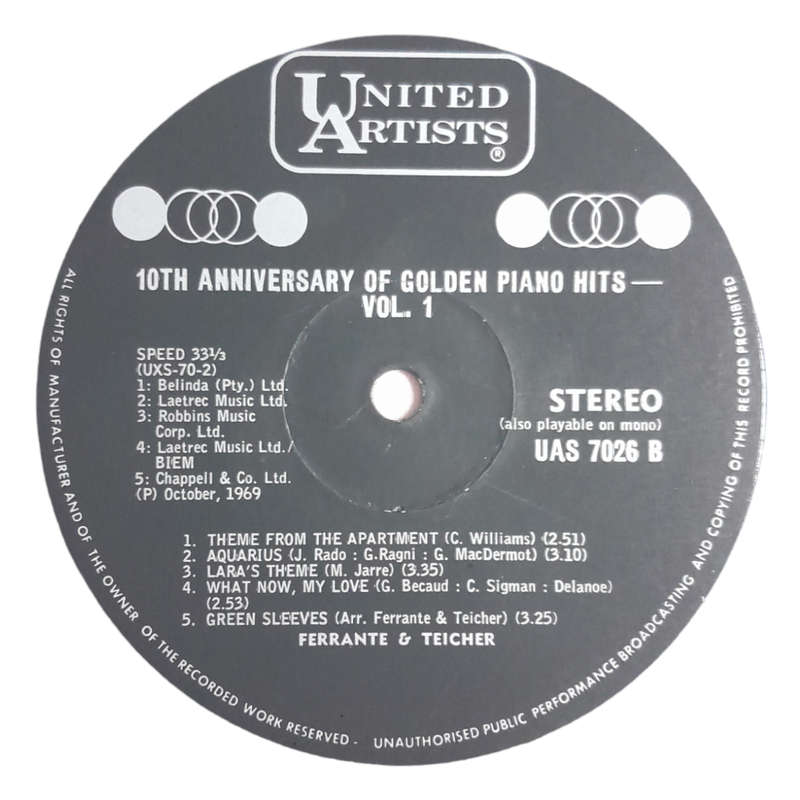 UNITED
ARTISTS
®
10TH ANNIVERSARY OF GOLDEN PIANO HITS—
VOL. 1
SPEED 33⅓
(UXS-70-2)
1: Belinda (Pty.) Ltd.
2: Laetrec Music Ltd.
3: Robbins Music
Corp. Ltd.
4: Laetrec Music Ltd./
BIEM
5: Chappell & Co. Ltd.
(P) October, 1969
STEREO
(also playable on mono)
UAS 7026 B
1. THEME FROM THE APARTMENT (C. Williams) (2.51)
2. AQUARIUS (J. Rado : G.Ragni : G. MacDermot) (3.10)
3. LARA'S THEME (M. Jarre) (3.35)
4. WHAT NOW, MY LOVE (G. Becaud : C. Sigman : Delanoe)
(2.53)
5. GREEN SLEEVES (Arr. Ferrante & Teicher) (3.25)
FERRANTE & TEICHER
ALL RIGHTS OF MANUFACTURER AND OF THE OWNER OF THE RECORDED WORK RESERVED - UNAUTHORISED PUBLIC PERFORMANCE BROADCASTING AND COPYING OF THIS RECORD PROHIBITED